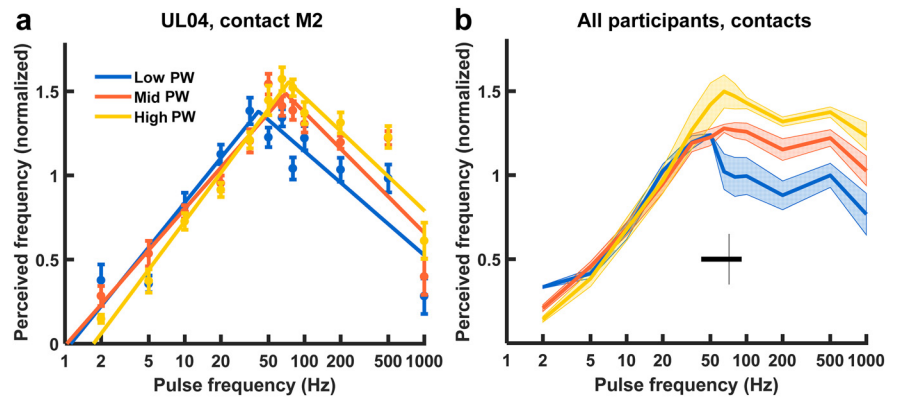 a
UL04, contact M2
Perceived frequency (normalized)
1.5
1
0.5
0
Low PW
Mid PW
High PW
1 2 5 10 20 50 100 200 500 1000
Pulse frequency (Hz)
b
All participants, contacts
Perceived frequency (normalized)
1.5
1
0.5
1 2 5 10 20 50 100 200 500 1000
Pulse frequency (Hz)